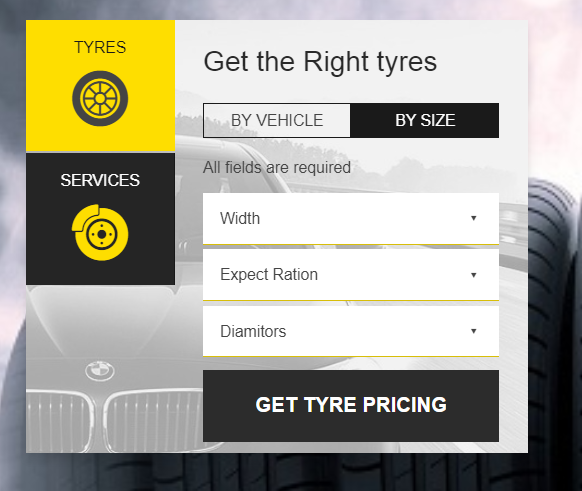 TYRES
SERVICES
Get the Right tyres
BY VEHICLE
BY SIZE
All fields are required
Width
Expect Ration
Diamitors
GET TYRE PRICING